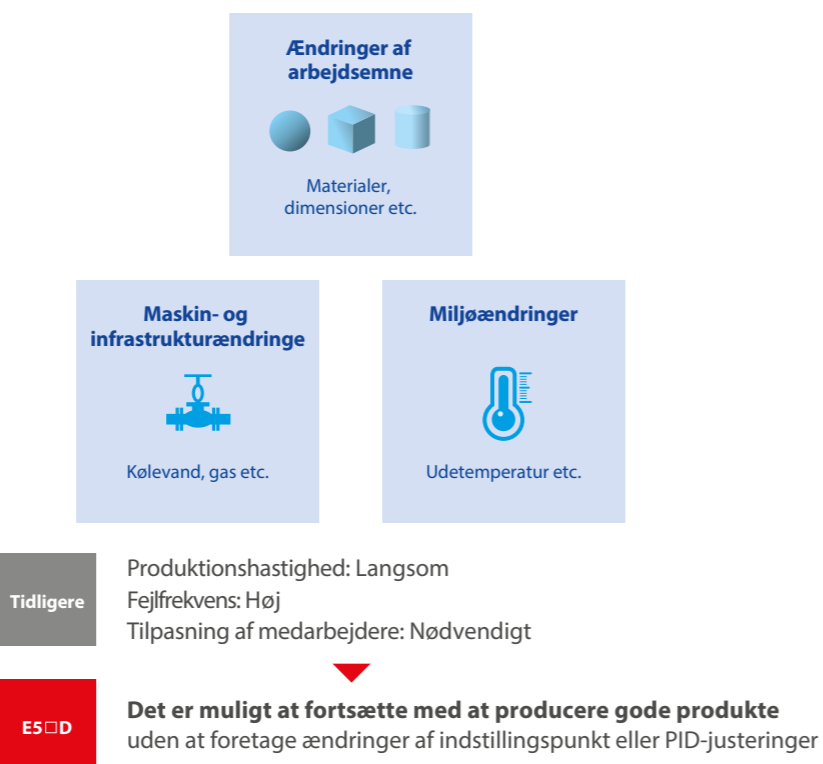 Ændringer af
arbejdsemne
Materialer,
dimensioner etc.
Maskin- og
infrastrukturændringe
Kølevand, gas etc.
Miljøændringer
Udetemperatur etc.
Tidligere
Produktionshastighed: Langsom
Fejlfrekvens: Høj
Tilpasning af medarbejdere: Nødvendigt
E5□D
Det er muligt at fortsætte med at producere gode produkte
uden at foretage ændringer af indstillingspunkt eller PID-justeringer